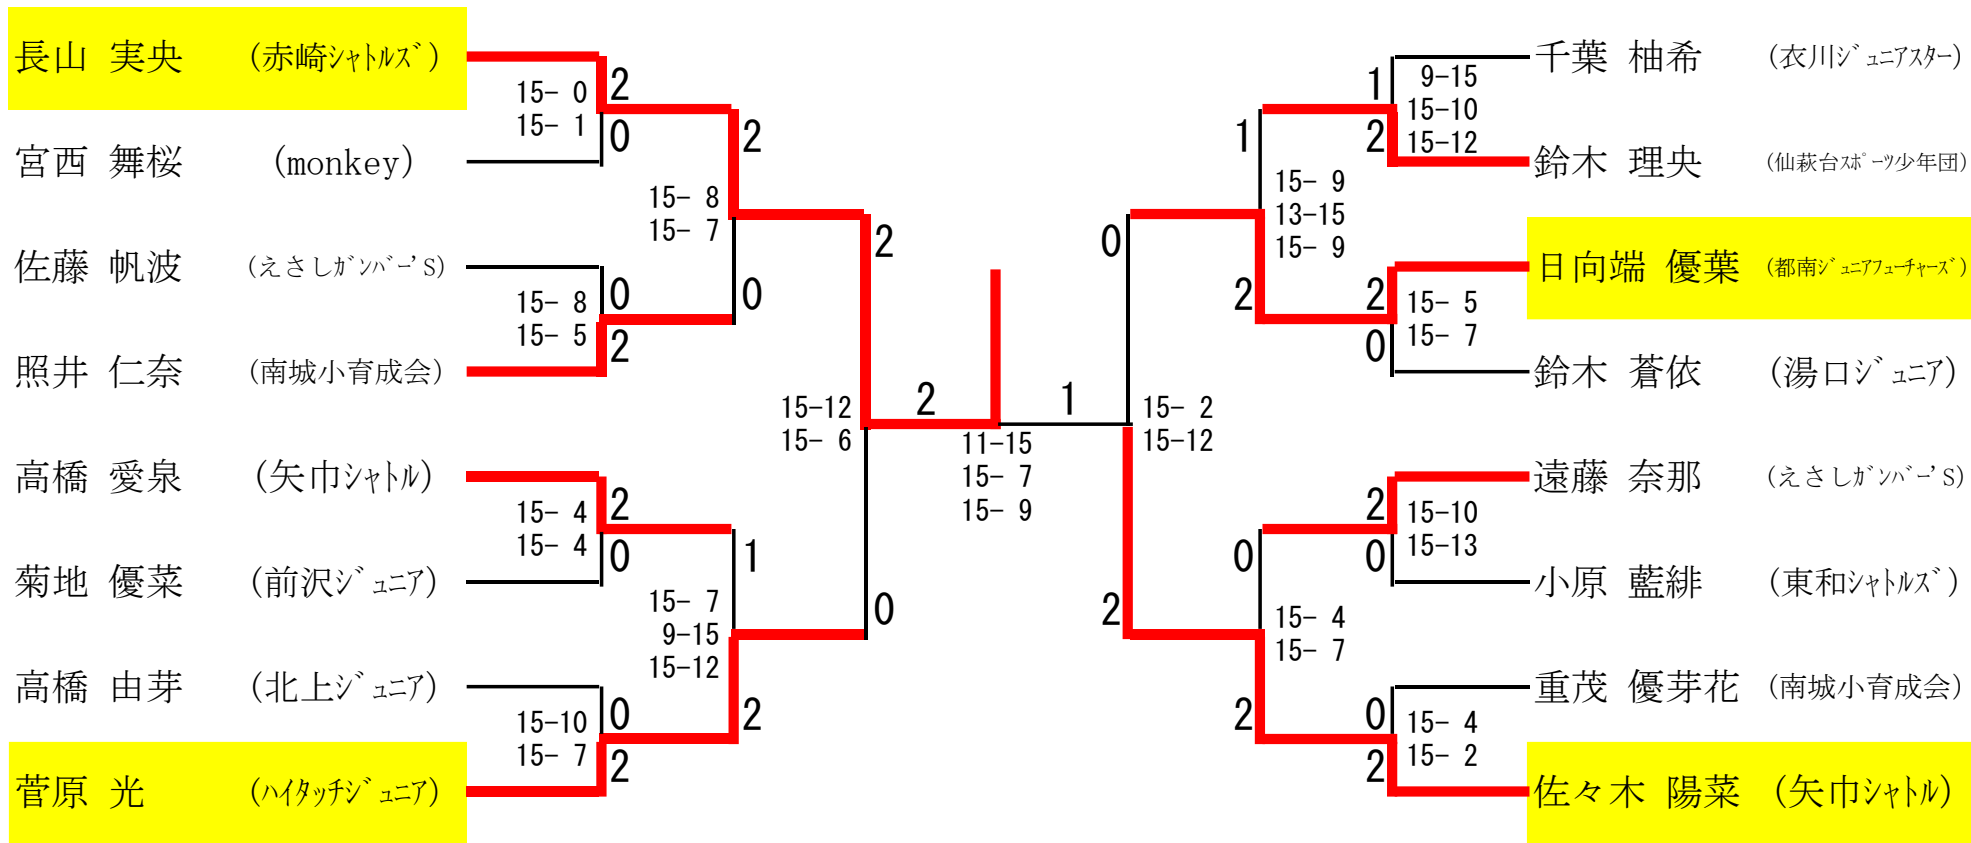 長山 実央 (赤崎シャトルズ)
15- 0 2
15- 1 0
宮西 舞桜 (monkey)
2
15- 8
15- 7
佐藤 帆波 (えさしガンバーズ'S)
15- 8 0
15- 5 2
0
照井 仁奈 (南城小育成会)
2
15-12
15- 6
高橋 愛泉 (矢巾シャトル)
15- 4 2
15- 4 0
菊地 優菜 (前沢ジュニア)
1
15- 7
9-15
15-12
0
高橋 由芽 (北上ジュニア)
15-10 0
15- 7 2
2
菅原 光 (ハイタッチジュニア)
2 1
11-15
15- 7
15- 9
千葉 柚希 (衣川ジュニアスター)
1 9-15
15-10
2 15-12
鈴木 理央 (仙萩台スポーツ少年団)
1
15- 9
13-15
15- 9
日向端 優葉 (都南ジュニアフューチャーズ)
2 15- 5
0 15- 7
2
鈴木 蒼依 (湯口ジュニア)
0
15- 2
15-12
遠藤 奈那 (えさしガンバー'S)
2 15-10
0 15-13
小原 藍緋 (東和シャトルズ)
0
15- 4
15- 7
2
重茂 優芽花 (南城小育成会)
0 15- 4
2 15- 2
2
佐々木 陽菜 (矢巾シャトル)